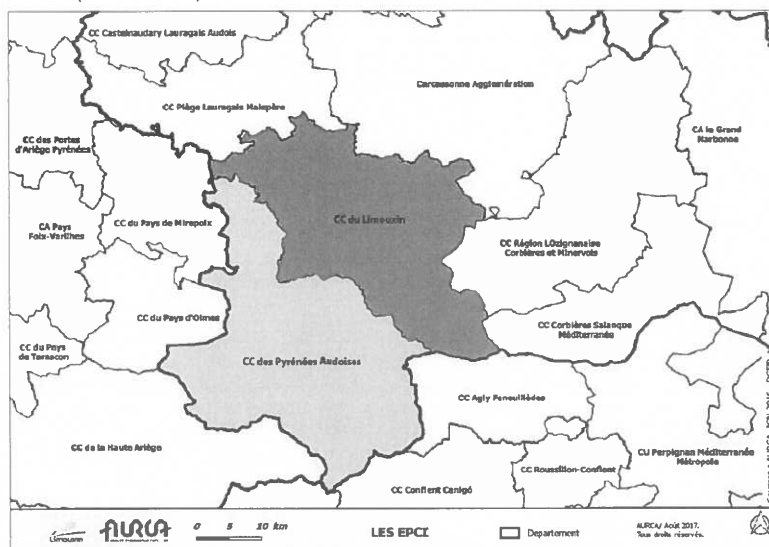 CC Castelnaudary Lauragais Audois
Carcassonne Agglomération
CC Piège Lauragais Malepère
CC des Portes
d'Ariège Pyrénées
CA le Grand
Narbonne
CA Pays
Foix-Varilhes
CC du Pays de Mirepoix
CC du Limouxin
CC Région Lézignanaise
Corbières et Minervois
CC du Pays d'Olmes
CC Corbières Salanque
Méditerranée
CC du Pays
de Tarascon
CC des Pyrénées Audoises
CC Agly Fenouillèdes
CC de la Haute Ariège
CU Perpignan Méditerranée
Métropole
CC Roussillon-Conflent
CC Conflent Canigó
Limouxin
AURCA
0 5 10 km
LES EPCI
Departement
AURCA/ Août 2017.
Tous droits réservés.